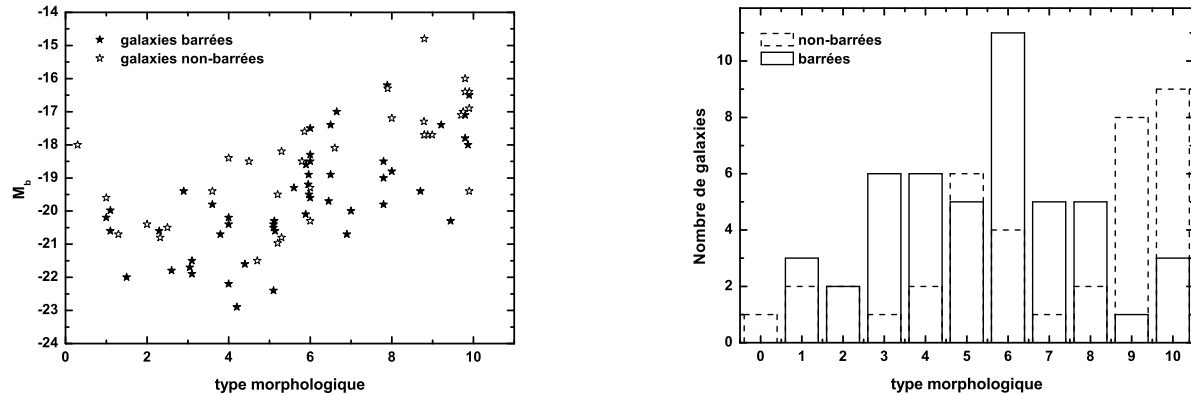 -14
-15
-16
-17
-18
-19
-20
-21
-22
-23
-24
M_b
galaxies barrées
galaxies non-barrées
0 2 4 6 8 10
type morphologique
10
8
6
4
2
0
Nombre de galaxies
non-barrées
barrées
0 1 2 3 4 5 6 7 8 9 10
type morphologique